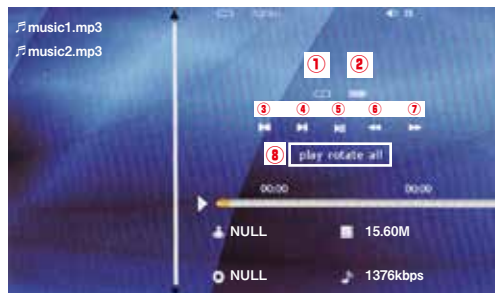 music1.mp3
music2.mp3
① ②
③ ④ ⑤ ⑥ ⑦
⑧ play rotate all
00:00 00:00
NULL 15.60M
NULL 1376kbps